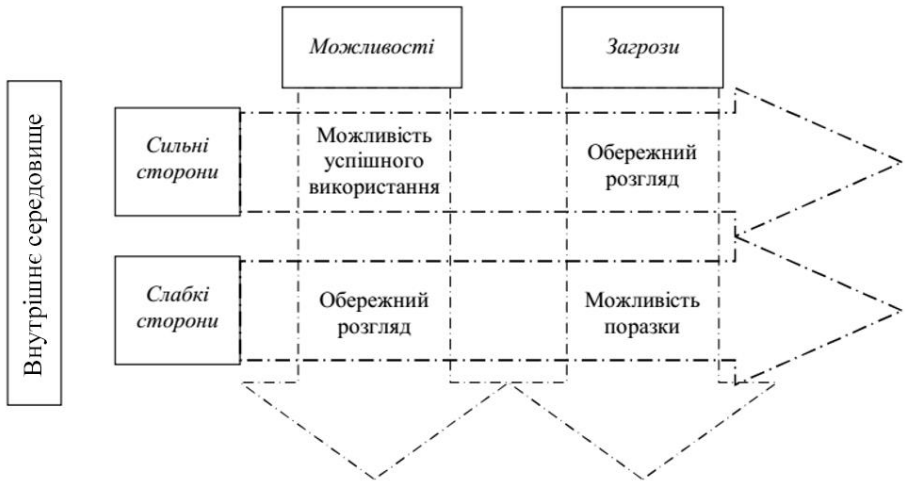 Можливості
Загрози
Внутрішнє середовище
Сильні
сторони
Можливість
успішного
використання
Обережний
розгляд
Слабкі
сторони
Обережний
розгляд
Можливість
поразки